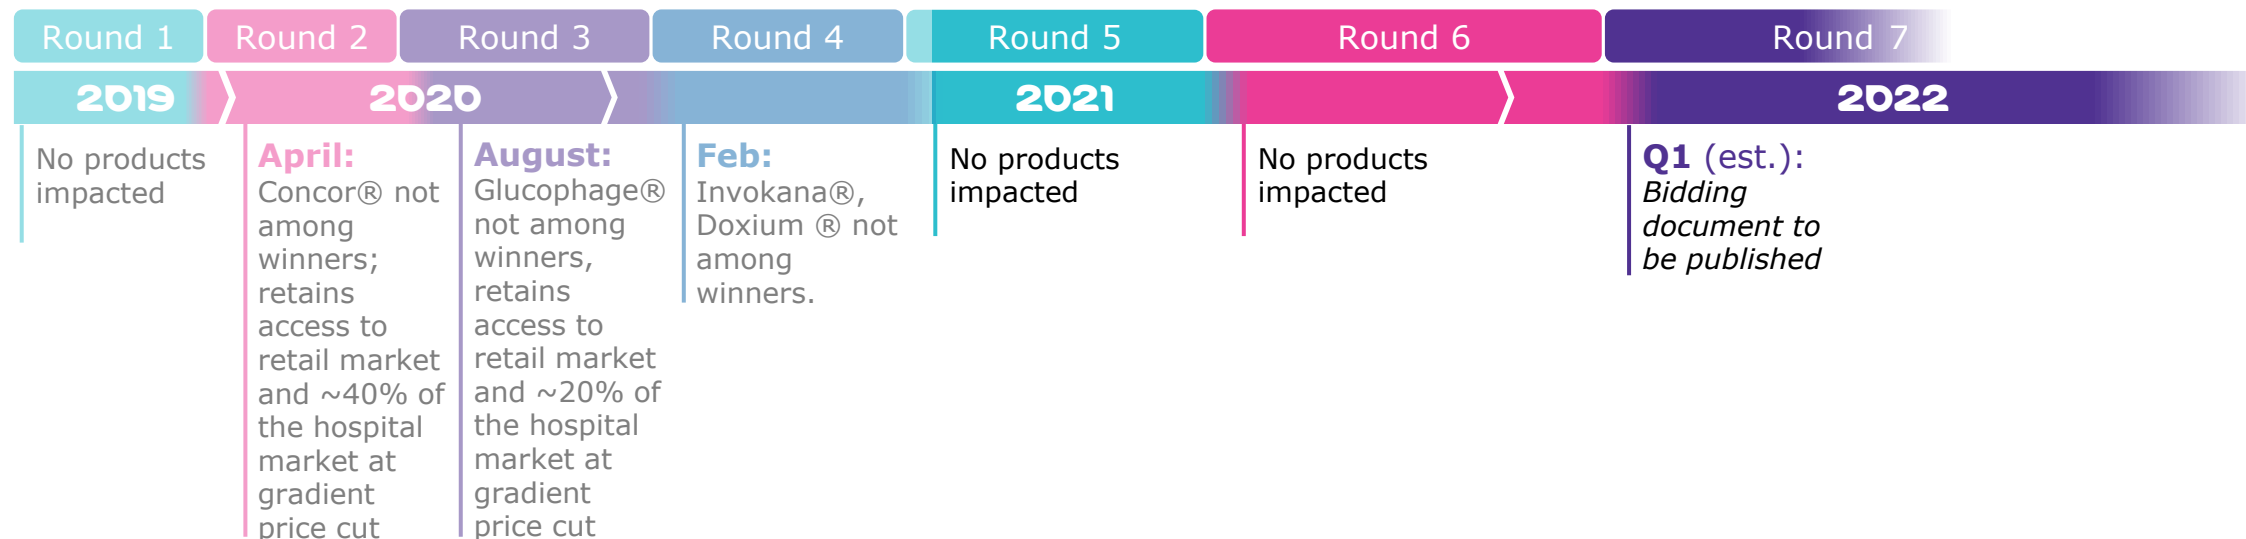 Round 1
Round 2
Round 3
Round 4
Round 5
Round 6
Round 7
2019
2020
2021
2022
No products
impacted
April:
Concor® not
among
winners;
retains
access to
retail market
and ~40% of
the hospital
market at
gradient
price cut
August:
Glucophage®
not among
winners,
retains
access to
retail market
and ~20% of
the hospital
market at
gradient
price cut
Feb:
Invokana®,
Doxium ® not
among
winners.
No products
impacted
No products
impacted
Q1 (est.):
Bidding
document to
be published